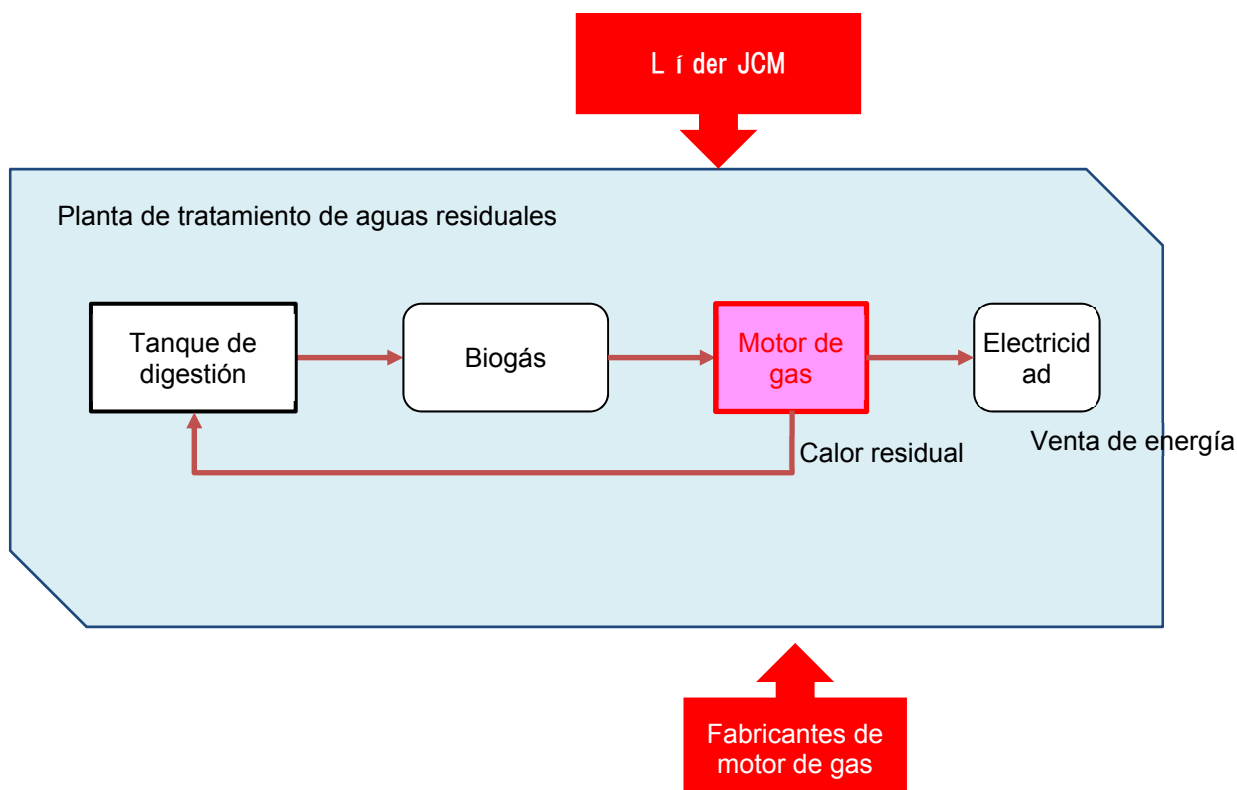 Líder JCM
Planta de tratamiento de aguas residuales
Tanque de
digestión
Biogás
Motor de
gas
Electricid
ad
Calor residual
Venta de energía
Fabricantes de
motor de gas